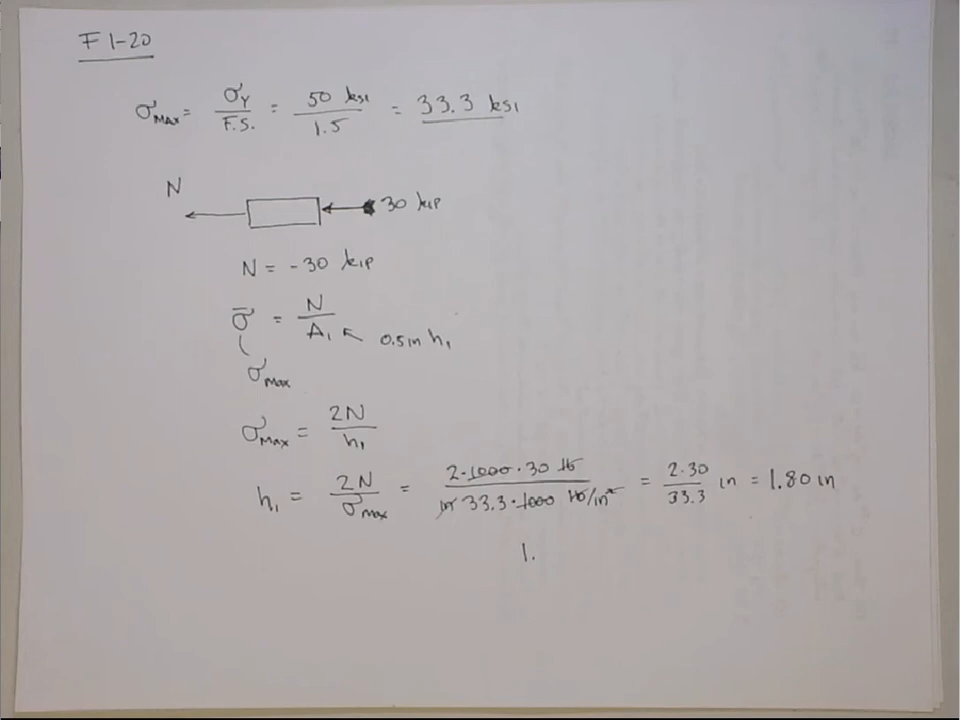 F 1-20
σMAX = σY / F.S. = 50 ksi / 1.5 = 33.3 ksi
N
30 kip
N = -30 kip
σ̄ = N / A₁ ← 0.5in h₁
σmax
σmax = 2N / h₁
h₁ = 2N / σmax = 2·1000·30 lb / in 33.3·1000 lb/in² = 2·30 / 33.3 in = 1.80 in
1.